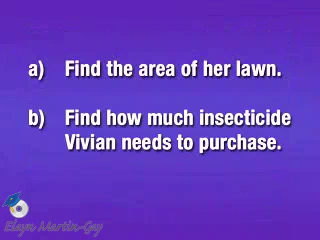 a) Find the area of her lawn.
b) Find how much insecticide
Vivian needs to purchase.
Elayn Martin-Gay